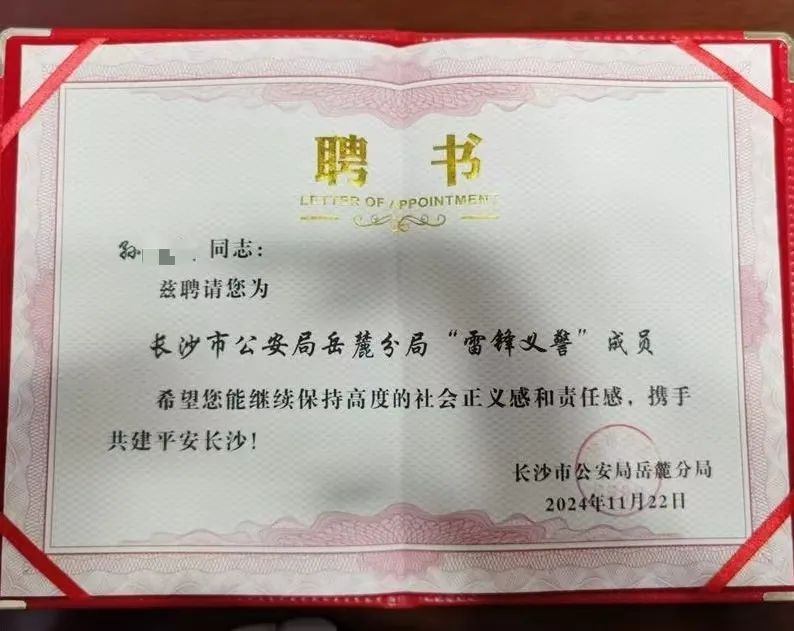 聘书
LETTER OF APPOINTMENT
孙 同志：
兹聘请您为
长沙市公安局岳麓分局“雷锋义警”成员
希望您能继续保持高度的社会正义感和责任感，携手
共建平安长沙！
长沙市公安局岳麓分局
2024年11月22日